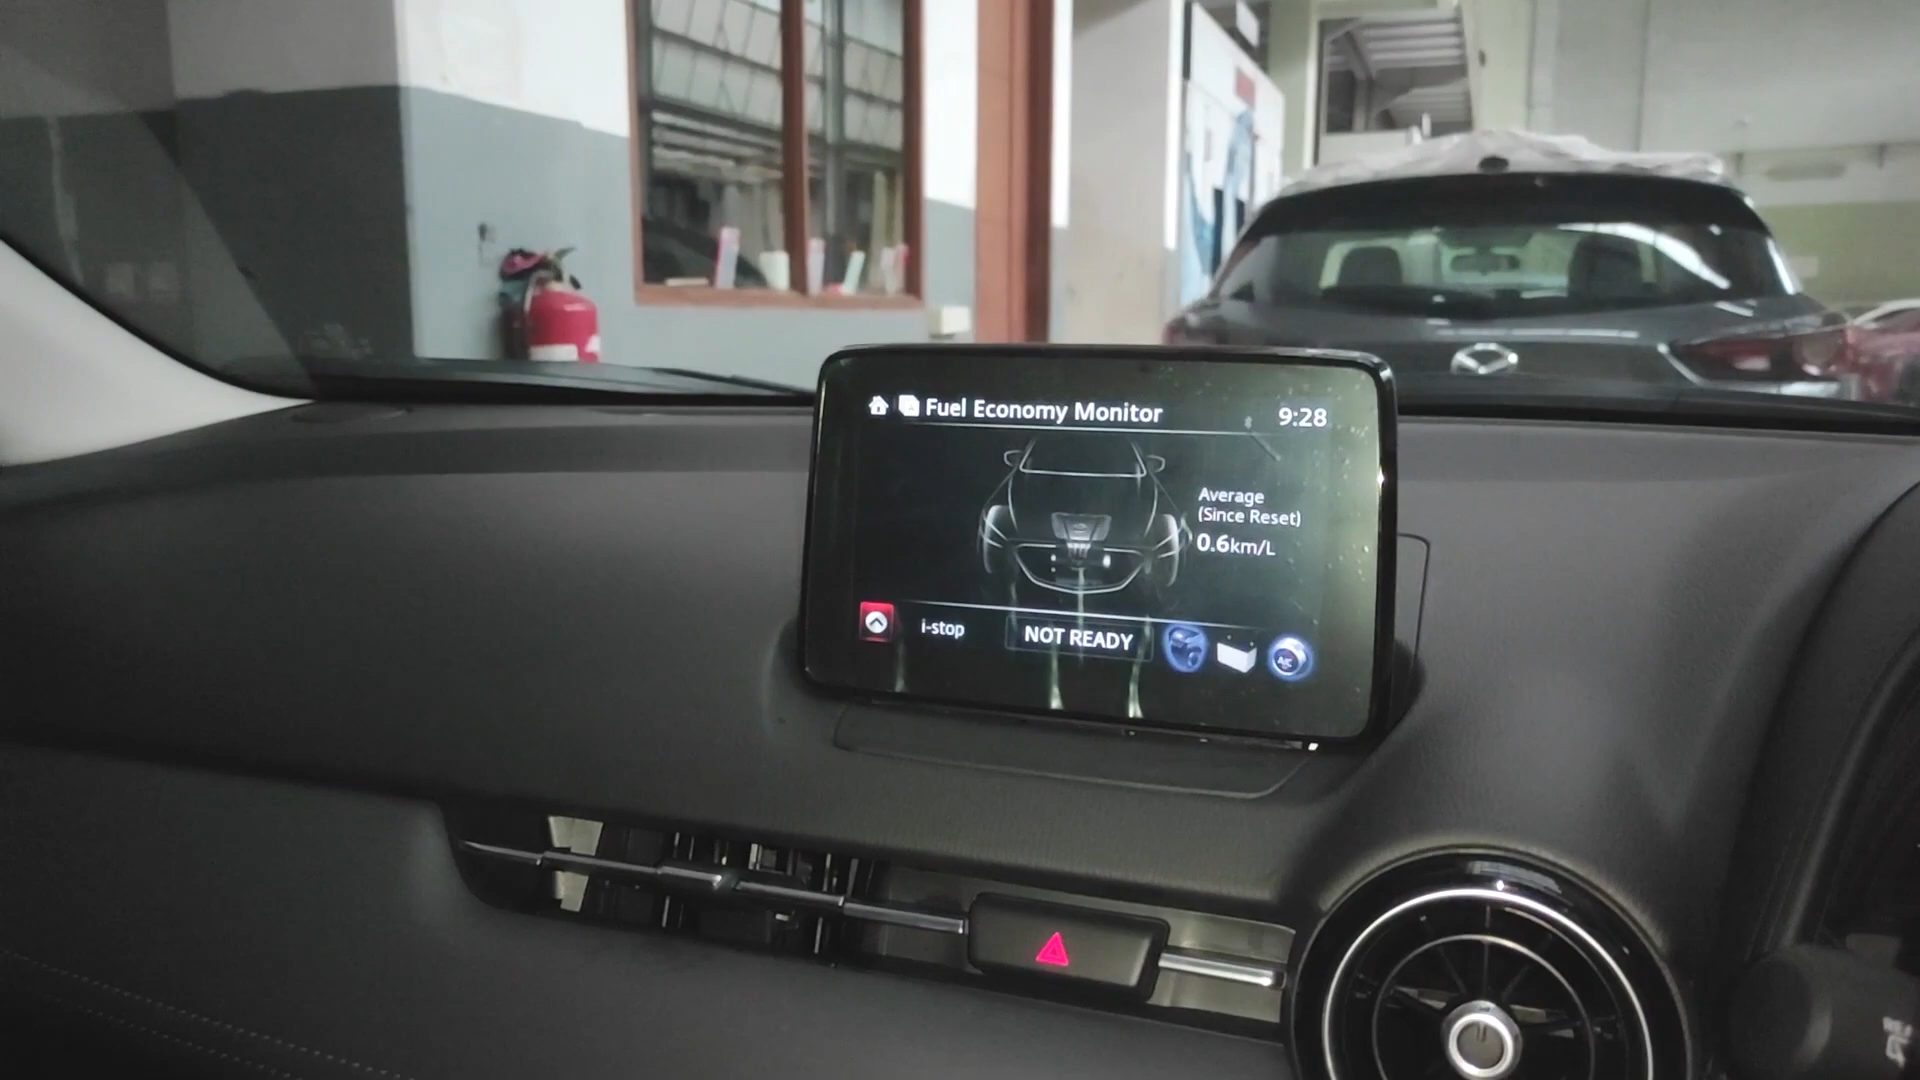 Fuel Economy Monitor
9:28
Average
(Since Reset)
0.6km/L
i-stop
NOT READY
A/C